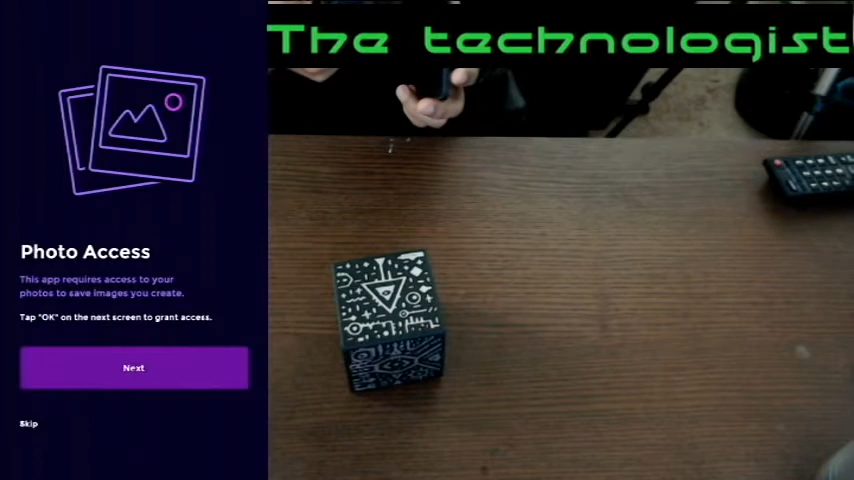 The technologist
Photo Access
This app requires access to your
photos to save images you create.
Tap "OK" on the next screen to grant access.
Next
Skip